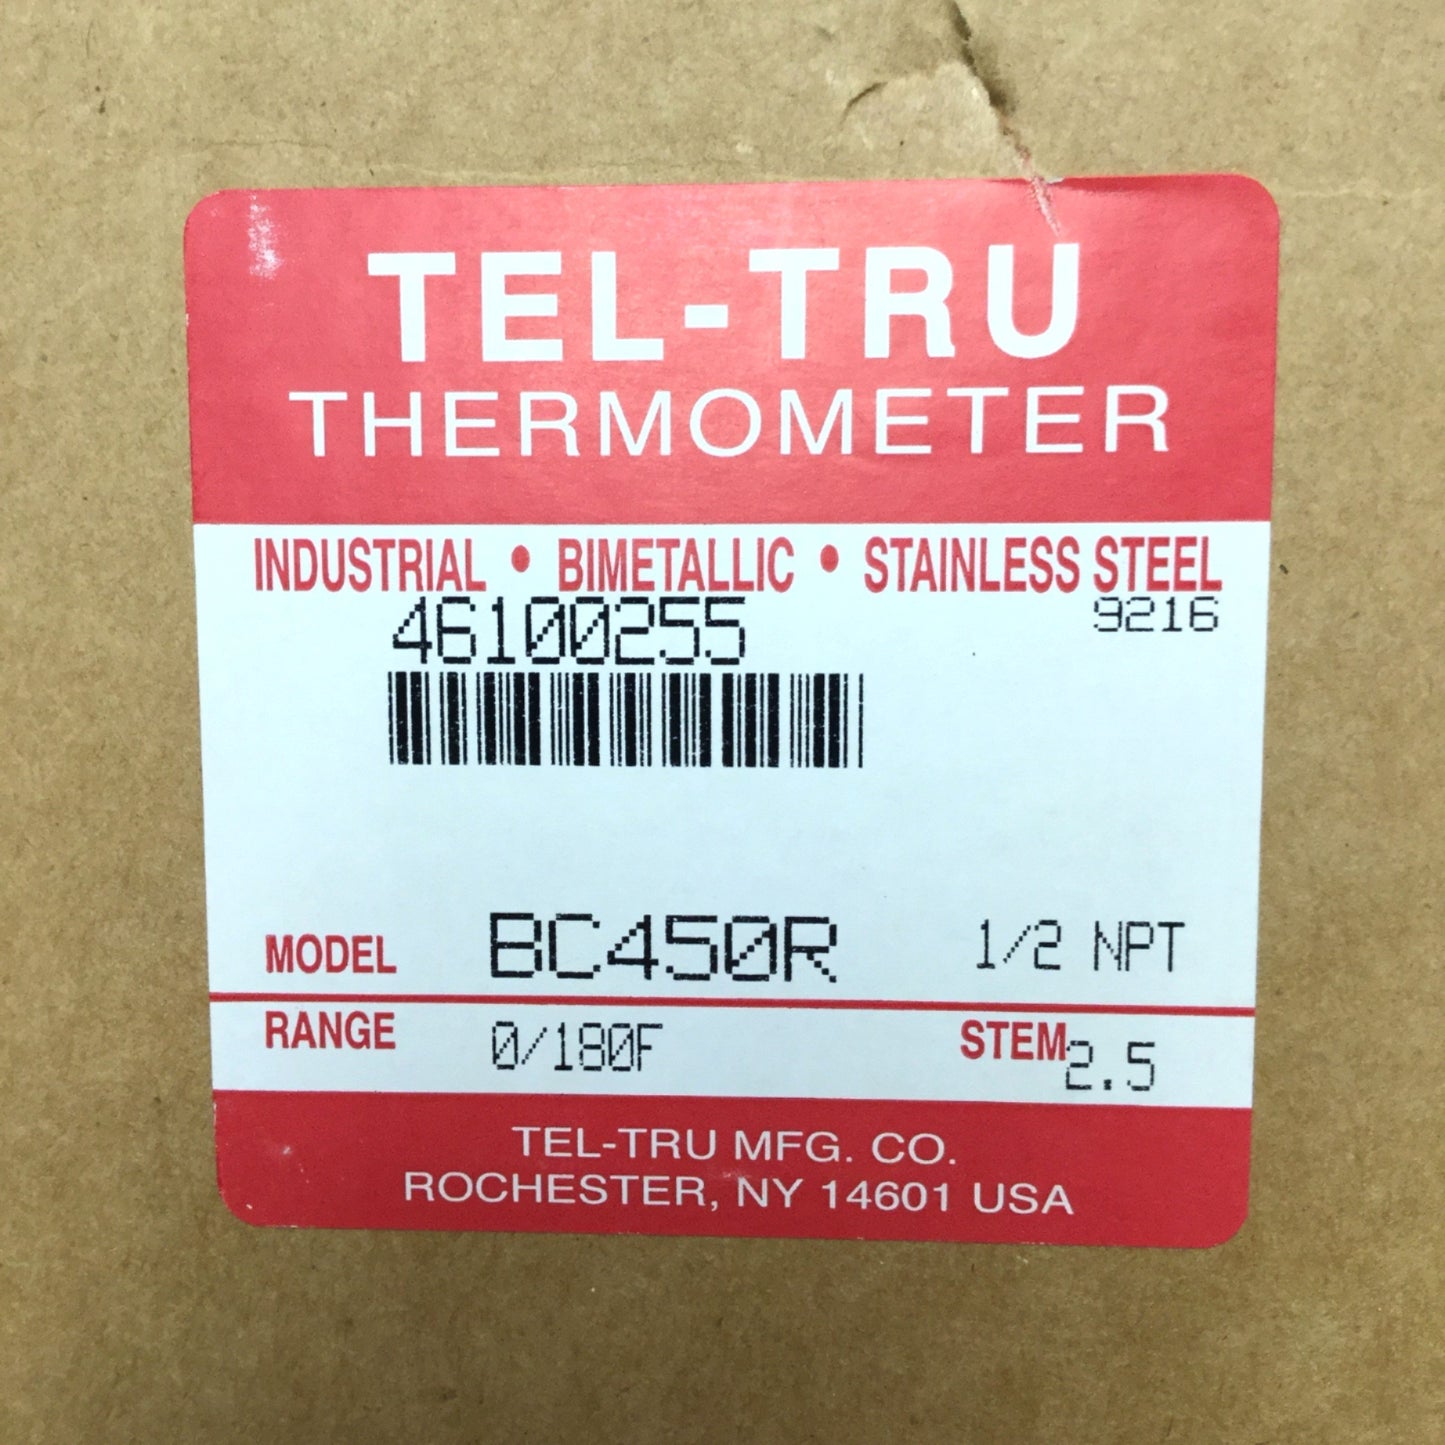 TEL-TRU
THERMOMETER
INDUSTRIAL • BIMETALLIC • STAINLESS STEEL
46100255 9216
MODEL BC450R 1/2 NPT
RANGE 0/180F STEM 2.5
TEL-TRU MFG. CO.
ROCHESTER, NY 14601 USA